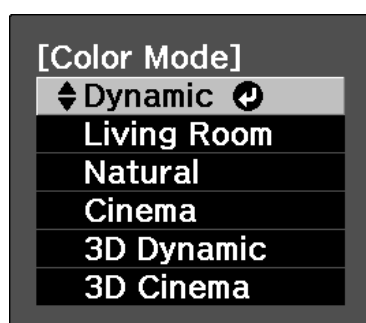 [Color Mode]
Dynamic
Living Room
Natural
Cinema
3D Dynamic
3D Cinema